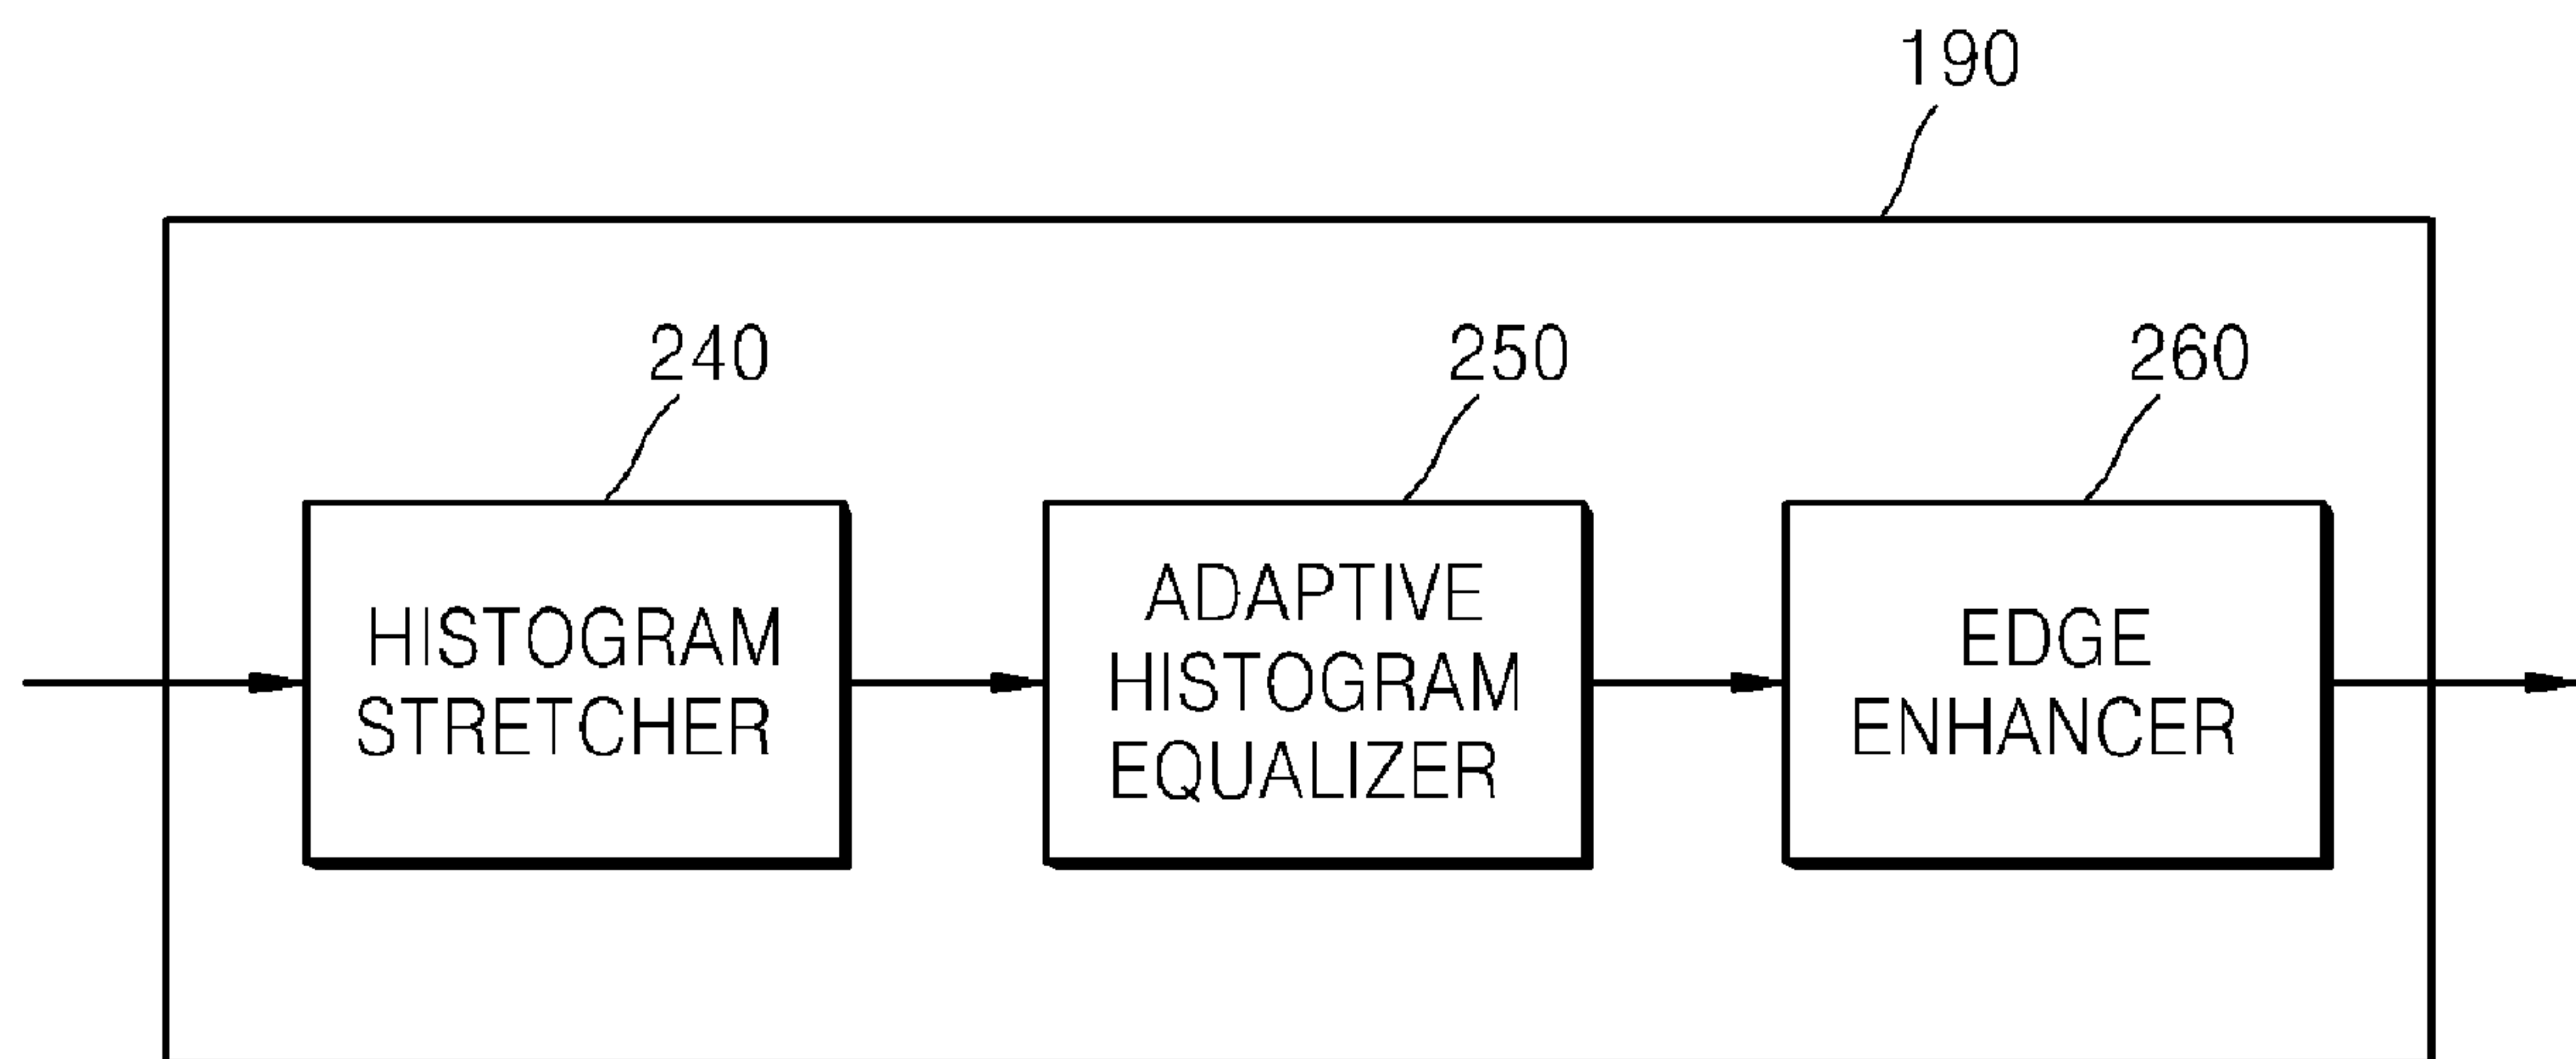 190
240
250
260
HISTOGRAM
STRETCHER
ADAPTIVE
HISTOGRAM
EQUALIZER
EDGE
ENHANCER